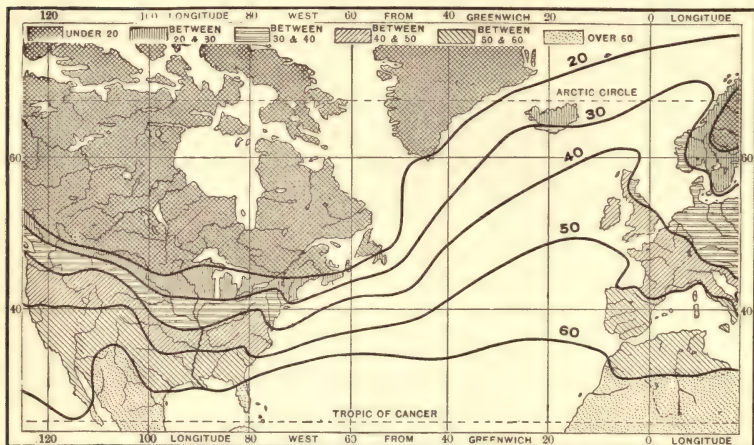 120 100 LONGITUDE 80 WEST 60 FROM 40 GREENWICH 20 0 LONGITUDE
UNDER 20
BETWEEN
20 & 30
BETWEEN
30 & 40
BETWEEN
40 & 50
BETWEEN
50 & 60
OVER 60
20
ARCTIC CIRCLE
30
60
60
40
50
40
40
60
TROPIC OF CANCER
120 100 LONGITUDE 80 WEST 60 FROM 40 GREENWICH 20 0 LONGITUDE